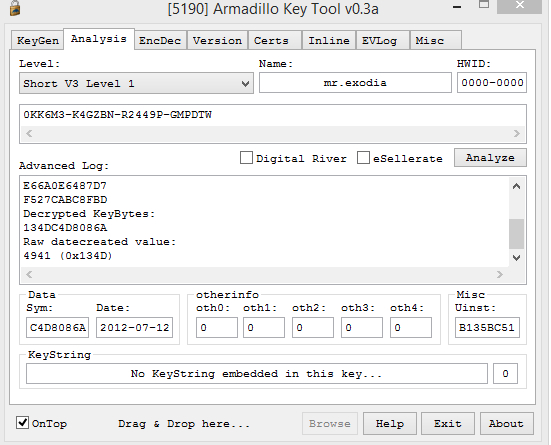 [5190] Armadillo Key Tool v0.3a
KeyGen Analysis EncDec Version Certs Inline EVLog Misc
Level: Name: HWID:
Short V3 Level 1 mr.exodia 0000-0000
0KK6M3-K4GZBN-R2449P-GMPDTW
Advanced Log: Digital River eSellerate Analyze
E66A0E6487D7
F527CABC8FBD
Decrypted KeyBytes:
134DC4D8086A
Raw datecreated value:
4941 (0x134D)
Data otherinfo Misc
Sym: Date: oth0: oth1: oth2: oth3: oth4: Uinst:
C4D8086A 2012-07-12 0 0 0 0 0 B135BC51
KeyString
No KeyString embedded in this key... 0
OnTop Drag & Drop here... Browse Help Exit About